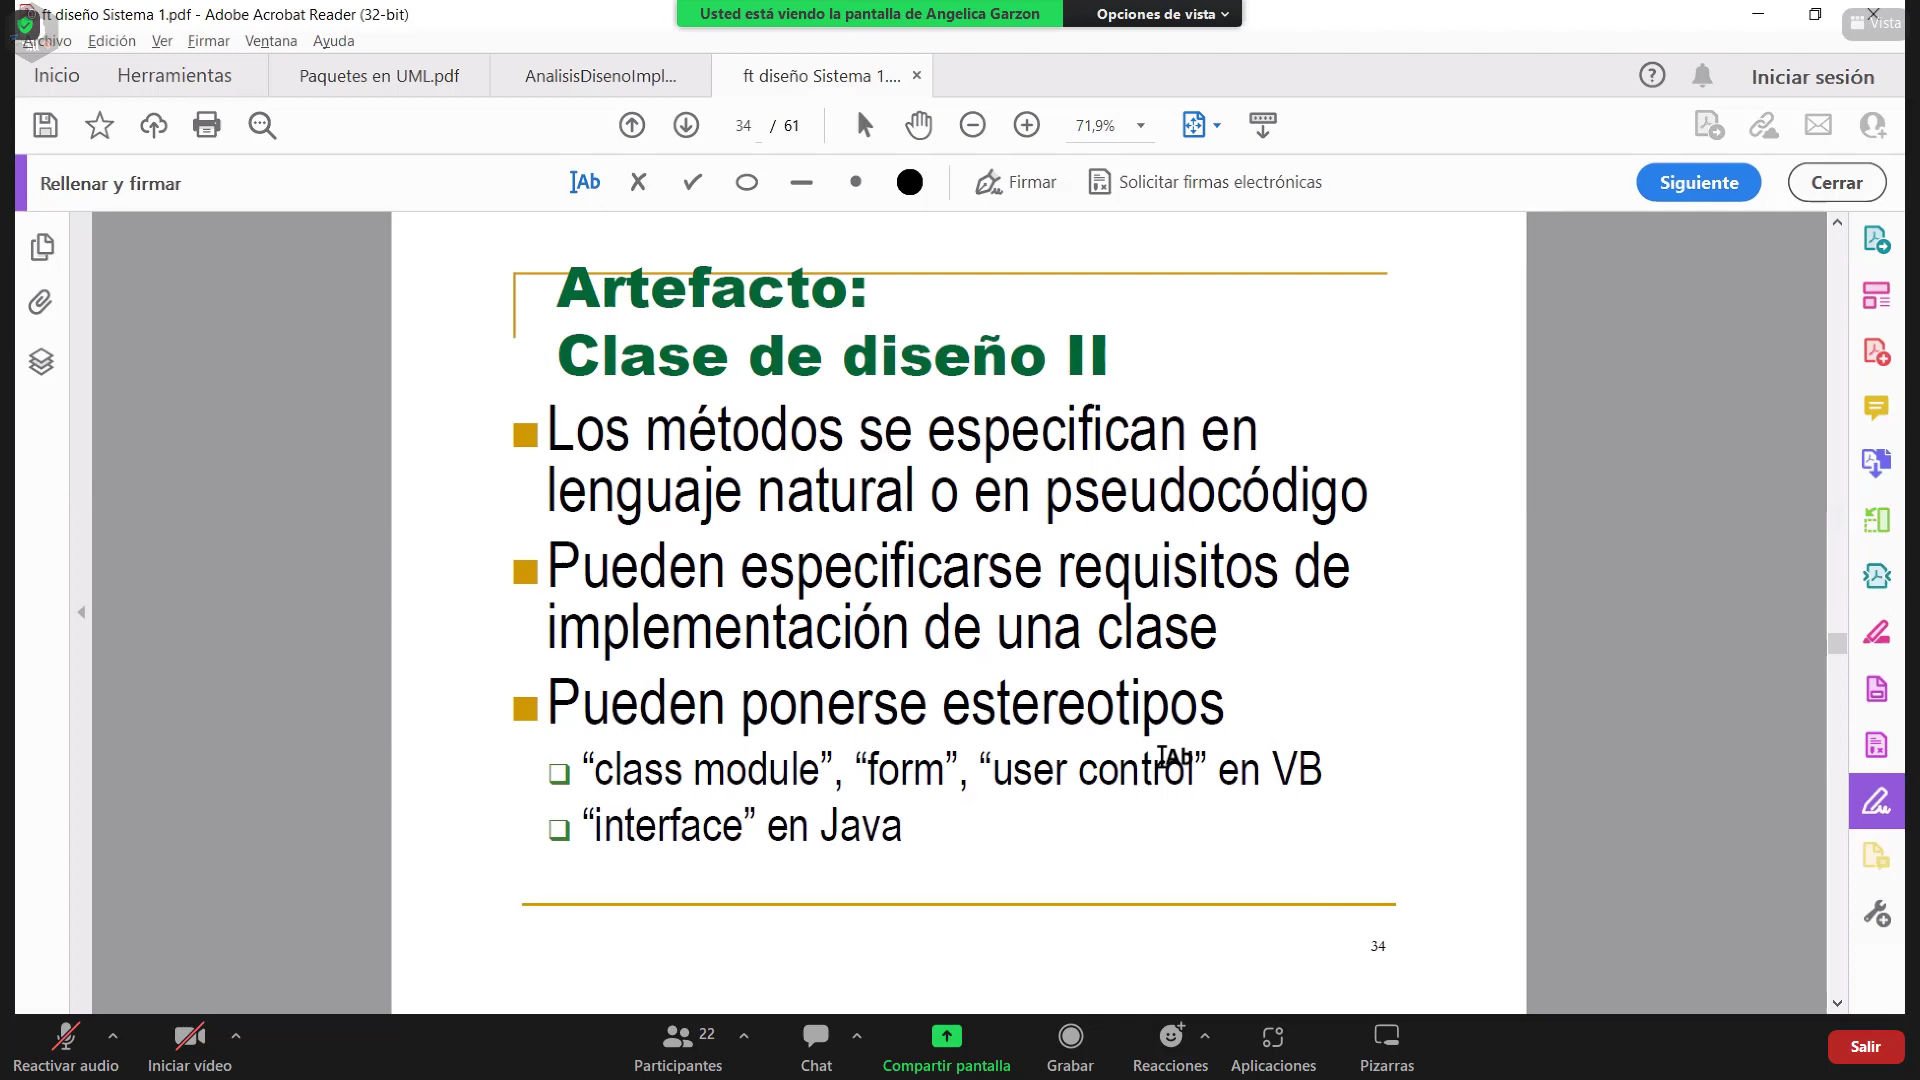 ft diseño Sistema 1.pdf - Adobe Acrobat Reader (32-bit)
Usted está viendo la pantalla de Angelica Garzon
Opciones de vista
Vista
Archivo Edición Ver Firmar Ventana Ayuda
Inicio Herramientas Paquetes en UML.pdf AnalisisDisenoImpl... ft diseño Sistema 1.... × Iniciar sesión
34 / 61 71,9%
Rellenar y firmar Ab Firmar Solicitar firmas electrónicas Siguiente Cerrar
Artefacto:
Clase de diseño II
Los métodos se especifican en
lenguaje natural o en pseudocódigo
Pueden especificarse requisitos de
implementación de una clase
Pueden ponerse estereotipos
“class module”, “form”, “user control” en VB
“interface” en Java
34
22
Reactivar audio Iniciar vídeo Participantes Chat Compartir pantalla Grabar Reacciones Aplicaciones Pizarras Salir